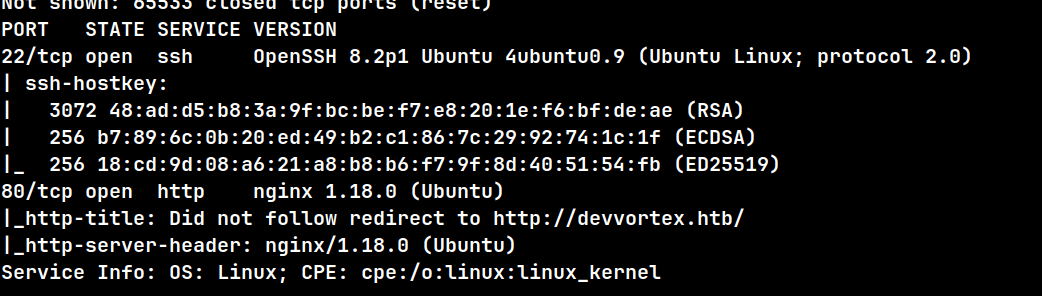 Not shown: 65533 closed tcp ports (reset)
PORT   STATE SERVICE VERSION
22/tcp open  ssh     OpenSSH 8.2p1 Ubuntu 4ubuntu0.9 (Ubuntu Linux; protocol 2.0)
| ssh-hostkey:
|   3072 48:ad:d5:b8:3a:9f:bc:be:f7:e8:20:1e:f6:bf:de:ae (RSA)
|   256 b7:89:6c:0b:20:ed:49:b2:c1:86:7c:29:92:74:1c:1f (ECDSA)
|_  256 18:cd:9d:08:a6:21:a8:b8:b6:f7:9f:8d:40:51:54:fb (ED25519)
80/tcp open  http    nginx 1.18.0 (Ubuntu)
|_http-title: Did not follow redirect to http://devvortex.htb/
|_http-server-header: nginx/1.18.0 (Ubuntu)
Service Info: OS: Linux; CPE: cpe:/o:linux:linux_kernel